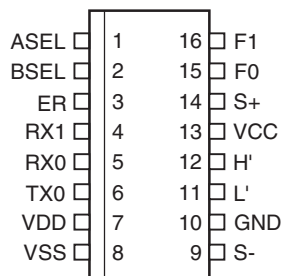 ASEL 1 16 F1
BSEL 2 15 F0
ER 3 14 S+
RX1 4 13 VCC
RX0 5 12 H'
TX0 6 11 L'
VDD 7 10 GND
VSS 8 9 S-